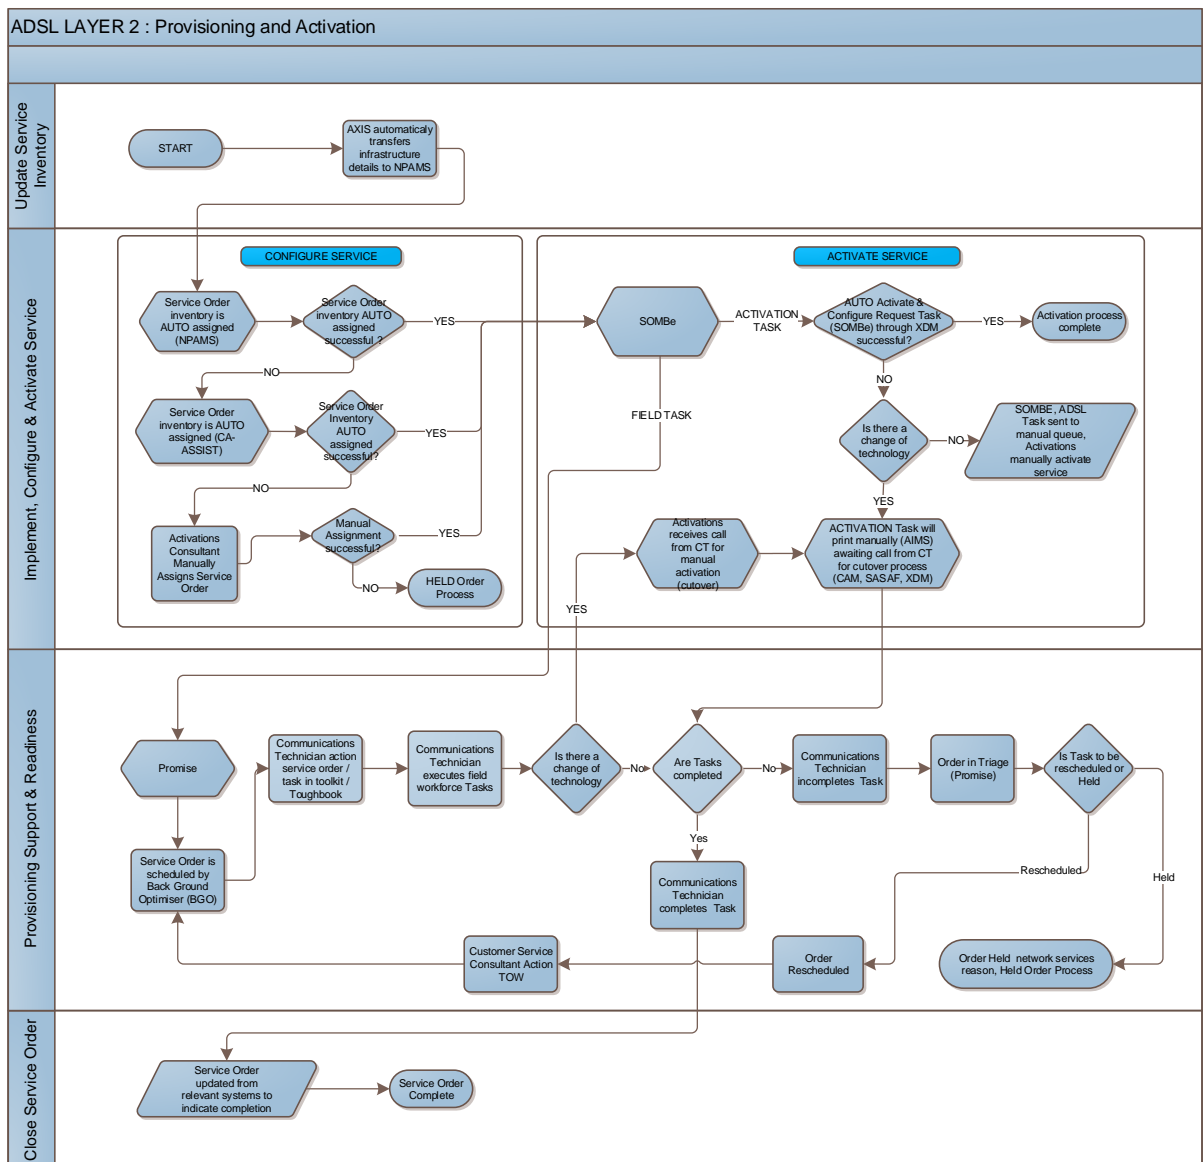 ADSL LAYER 2 : Provisioning and Activation
Update Service
Inventory
START
AXIS automaticaly
transfers
infrastructure
details to NPAMS
Implement, Configure & Activate Service
CONFIGURE SERVICE
Service Order
inventory is
AUTO assigned
(NPAMS)
Service Order
inventory AUTO
assigned
successful ?
YES
NO
Service Order
inventory is AUTO
assigned (CA-
ASSIST)
Service Order
Inventory
AUTO
assigned
successful?
YES
NO
Activations
Consultant
Manually
Assigns Service
Order
Manual
Assignment
successful?
YES
NO
HELD Order
Process
ACTIVATE SERVICE
SOMBe
ACTIVATION
TASK
AUTO Activate &
Configure Request Task
(SOMBe) through XDM
successful?
YES
Activation process
complete
NO
FIELD TASK
Is there a
change of
technology
NO
SOMBE, ADSL
Task sent to
manual queue,
Activations
manually activate
service
YES
Activations
receives call
from CT for
manual
activation
(cutover)
ACTIVATION Task will
print manually (AIMS)
awaiting call from CT
for cutover process
(CAM, SASAF, XDM)
YES
Provisioning Support & Readiness
Promise
Communications
Technician action
service order /
task in toolkit /
Toughbook
Communications
Technician
executes field
workforce Tasks
Is there a
change of
technology
No
Are Tasks
completed
No
Communications
Technician
incompletes Task
Order in Triage
(Promise)
Is Task to be
rescheduled or
Held
Yes
Service Order is
scheduled by
Back Ground
Optimiser (BGO)
Communications
Technician
completes Task
Rescheduled
Held
Customer Service
Consultant Action
TOW
Order
Rescheduled
Order Held network services
reason, Held Order Process
Close Service Order
Service Order
updated from
relevant systems to
indicate completion
Service Order
Complete